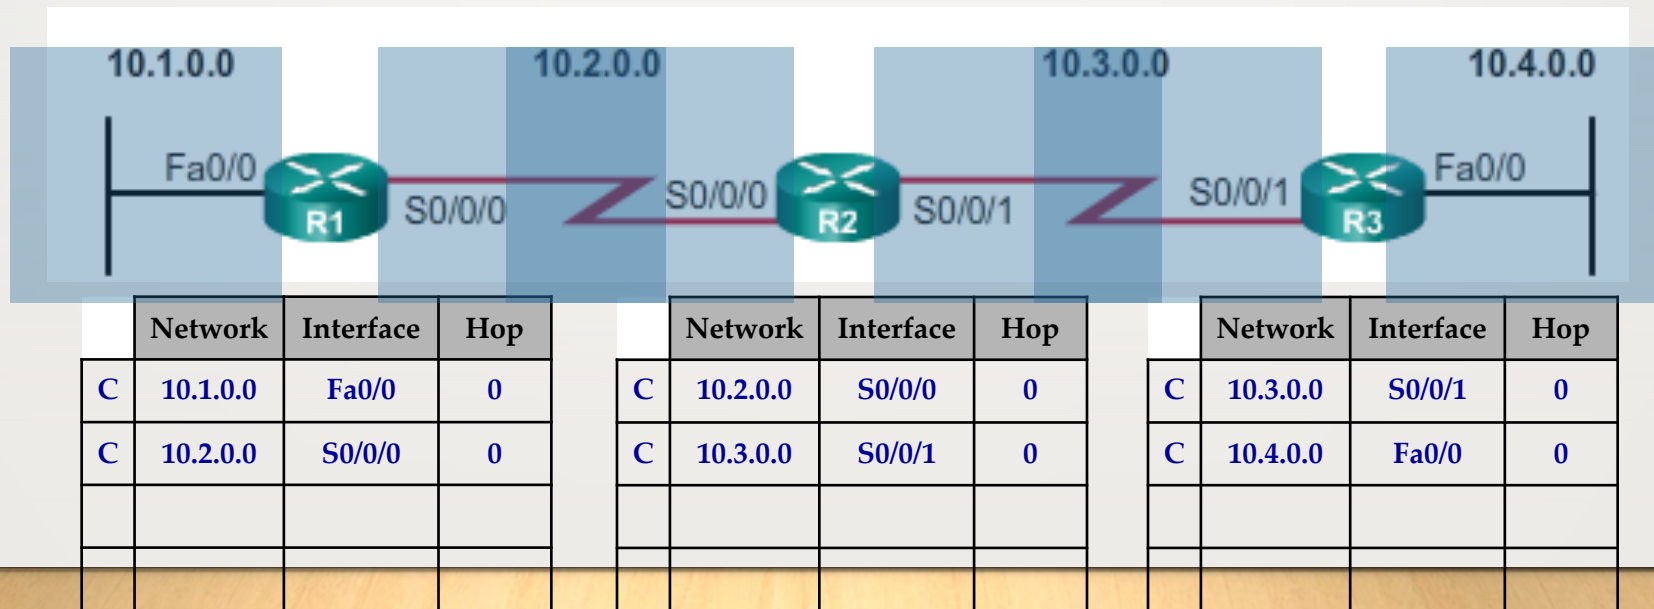 10.1.0.0 10.2.0.0 10.3.0.0 10.4.0.0
Fa0/0 S0/0/0 S0/0/0 S0/0/1 S0/0/1 Fa0/0
R1 R2 R3
Network Interface Hop
C 10.1.0.0 Fa0/0 0
C 10.2.0.0 S0/0/0 0
Network Interface Hop
C 10.2.0.0 S0/0/0 0
C 10.3.0.0 S0/0/1 0
Network Interface Hop
C 10.3.0.0 S0/0/1 0
C 10.4.0.0 Fa0/0 0